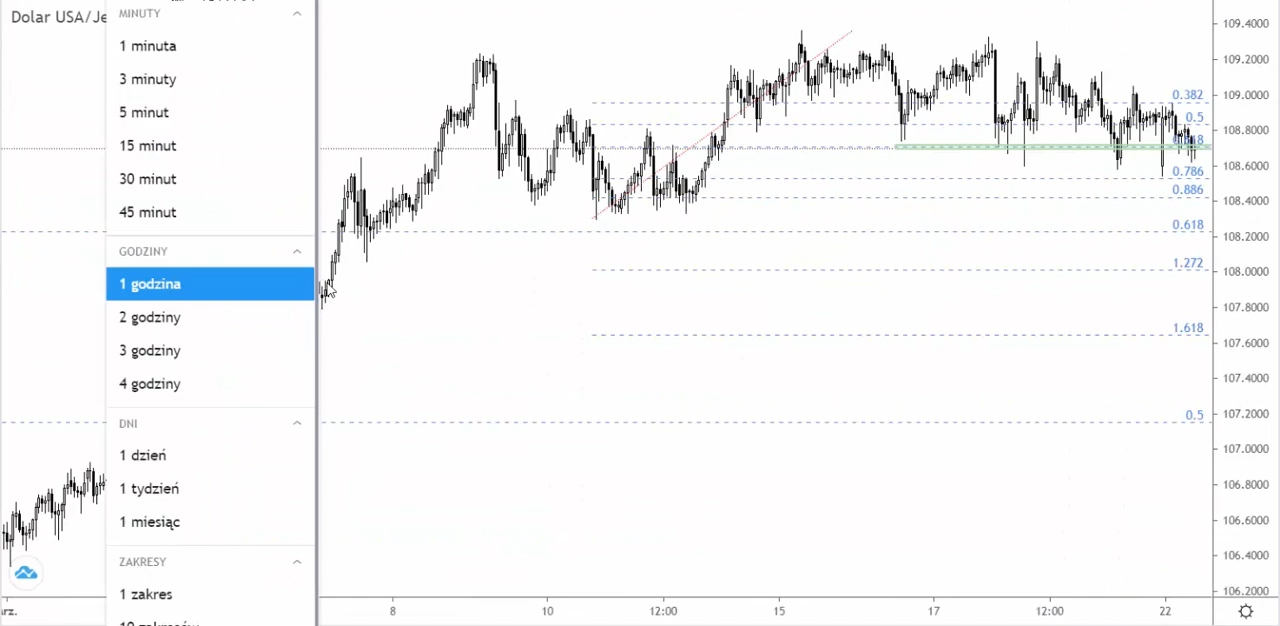 Dolar USA/Je
MINUTY
1 minuta
3 minuty
5 minut
15 minut
30 minut
45 minut
GODZINY
1 godzina
2 godziny
3 godziny
4 godziny
DNI
1 dzień
1 tydzień
1 miesiąc
ZAKRESY
1 zakres
0.382
0.5
0.618
0.786
0.886
0.618
1.272
1.618
0.5
109.4000
109.2000
109.0000
108.8000
108.6000
108.4000
108.2000
108.0000
107.8000
107.6000
107.4000
107.2000
107.0000
106.8000
106.6000
106.4000
106.2000
rz.
8
10
12:00
15
17
12:00
22